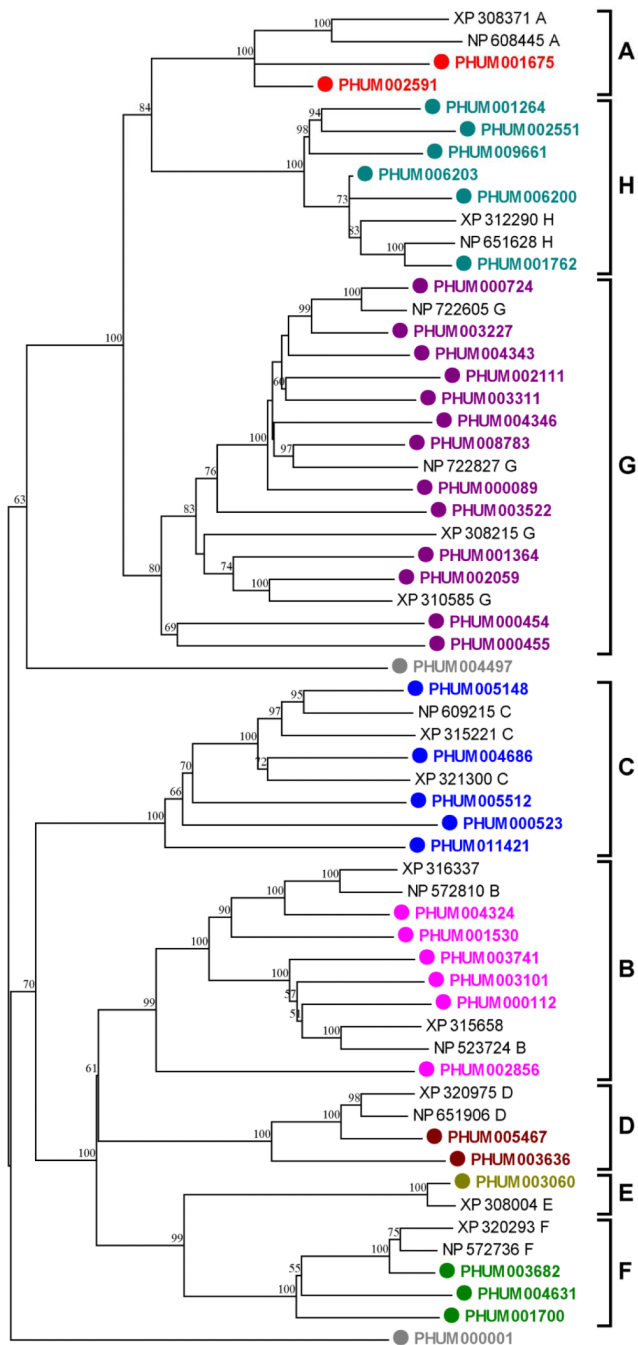 XP 308371 A
100
NP 608445 A
A
100
PHUM001675
PHUM002591
84
94
PHUM001264
H
98
PHUM002551
PHUM009661
100
PHUM006203
73
PHUM006200
XP 312290 H
83
NP 651628 H
100
PHUM001762
PHUM000724
100
99
NP 722605 G
PHUM003227
100
PHUM004343
PHUM002111
60
PHUM003311
PHUM004346
100
PHUM008783
97
NP 722827 G
G
76
PHUM000089
63
83
PHUM003522
XP 308215 G
74
PHUM001364
80
PHUM002059
100
XP 310585 G
69
PHUM000454
PHUM000455
PHUM004497
95
PHUM005148
97
NP 609215 C
100
XP 315221 C
72
PHUM004686
C
70
XP 321300 C
66
PHUM005512
100
PHUM000523
PHUM011421
XP 316337
100
100
NP 572810 B
90
PHUM004324
100
PHUM001530
100
PHUM003741
57
PHUM003101
B
70
99
51
PHUM000112
XP 315658
100
NP 523724 B
61
PHUM002856
98
XP 320975 D
100
NP 651906 D
D
100
PHUM005467
100
PHUM003636
100
PHUM003060
E
XP 308004 E
99
75
XP 320293 F
100
NP 572736 F
55
PHUM003682
F
100
PHUM004631
PHUM001700
PHUM000001